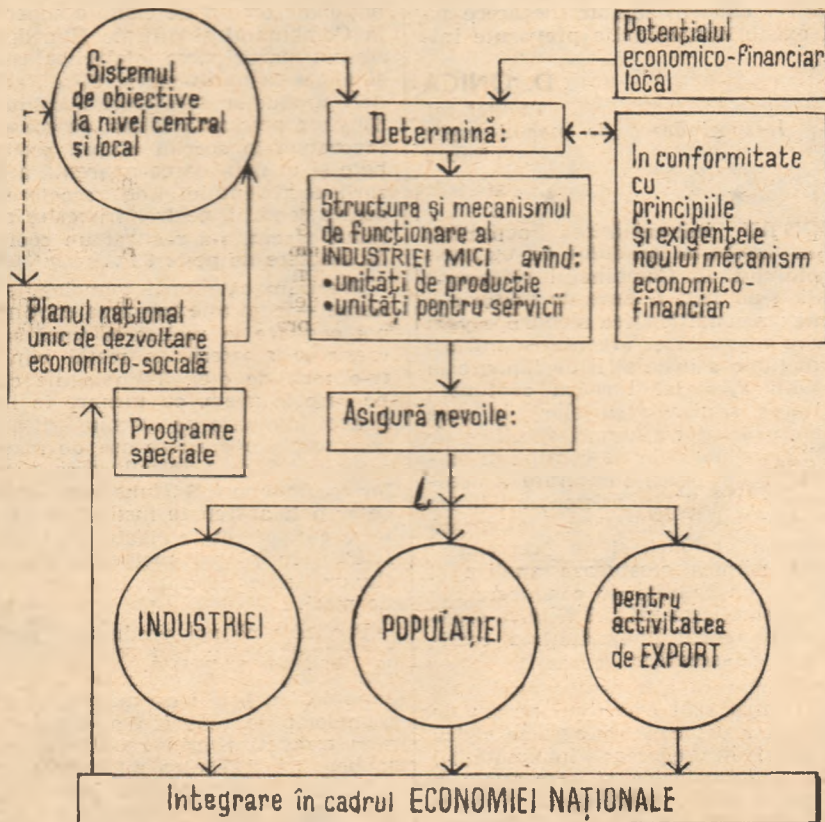 Sistemul
de obiective
la nivel central
și local
Potențialul
economico-financiar
local
Determină:
In conformitate
cu
principiile
și exigențele
noului mecanism
economico-
financiar
Structura și mecanismul
de funcționare al
INDUSTRIEI MICI avînd:
•unități de producție
•unități pentru servicii
Planul național
unic de dezvoltare
economico-socială
Programe
speciale
Asigură nevoile:
INDUSTRIEI
POPULAȚIEI
pentru
activitatea
de EXPORT
Integrare în cadrul ECONOMIEI NAȚIONALE